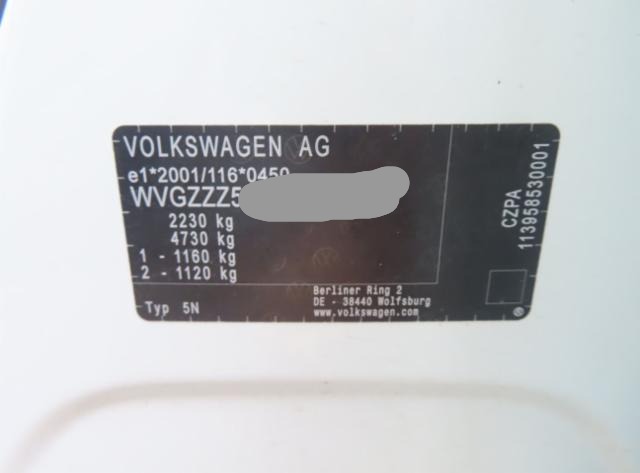 VOLKSWAGEN AG
e1*2001/116*0450
WVGZZZ5
2230 kg
4730 kg
1 - 1160 kg
2 - 1120 kg
Typ 5N
Berliner Ring 2
DE - 38440 Wolfsburg
www.volkswagen.com
CZPA
113958530001
®